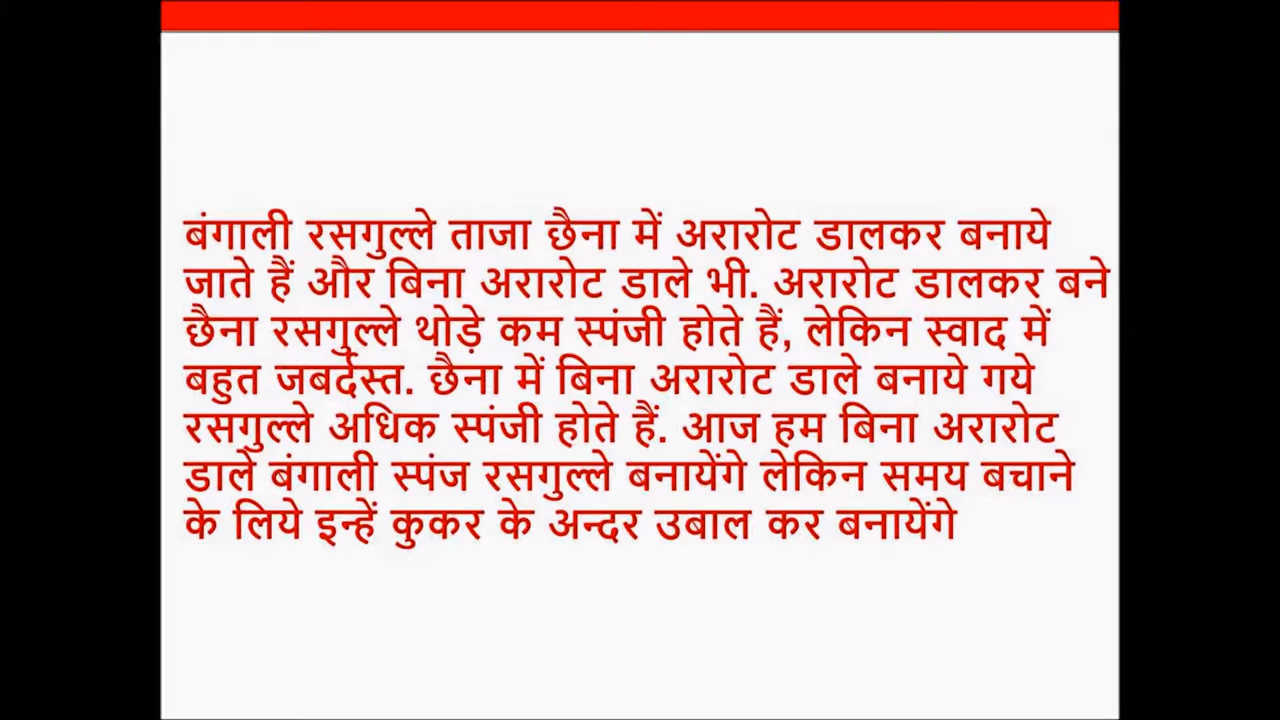 बंगाली रसगुल्ले ताजा छैना में अरारोट डालकर बनाये
जाते हैं और बिना अरारोट डाले भी. अरारोट डालकर बने
छैना रसगुल्ले थोड़े कम स्पंजी होते हैं, लेकिन स्वाद में
बहुत जबर्दस्त. छैना में बिना अरारोट डाले बनाये गये
रसगुल्ले अधिक स्पंजी होते हैं. आज हम बिना अरारोट
डाले बंगाली स्पंज रसगुल्ले बनायेंगे लेकिन समय बचाने
के लिये इन्हें कुकर के अन्दर उबाल कर बनायेंगे